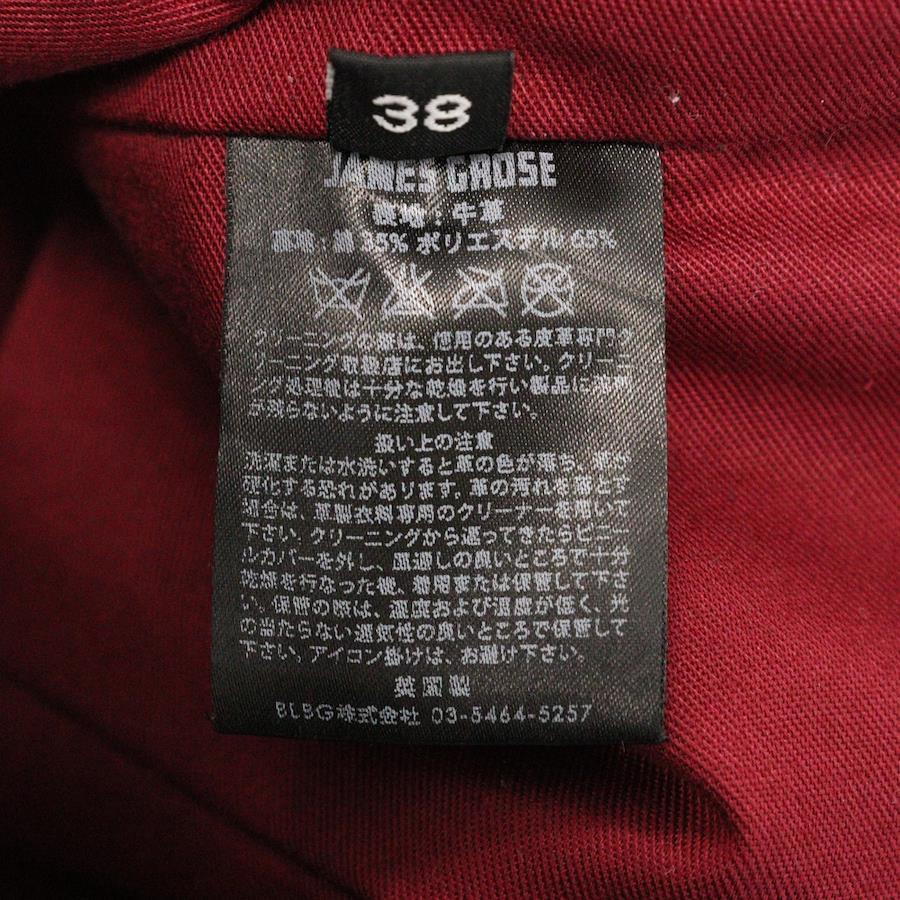 38
JAMES GROSE
表地：牛革
裏地：綿 35% ポリエステル 65%
クリーニングの際は、使用のある皮革専門ク
リーニング取扱店にお出し下さい。クリーニ
ング処理後は十分な乾燥を行い製品に溶剤
が残らないように注意して下さい。
扱い上の注意
洗濯または水洗いすると革の色が落ち、革が
硬化する恐れがあります。革の汚れを落とす
場合は、革製衣料専用のクリーナーを用いて
下さい。クリーニングから返ってきたらビニー
ルカバーを外し、風通しの良いところで十分
乾燥を行なった後、着用または保管して下さ
い。保管の際は、温度および湿度が低く、光
の当たらない通気性の良いところで保管して
下さい。アイロン掛けは、お避け下さい。
英国製
BLBG株式会社 03-5464-5257